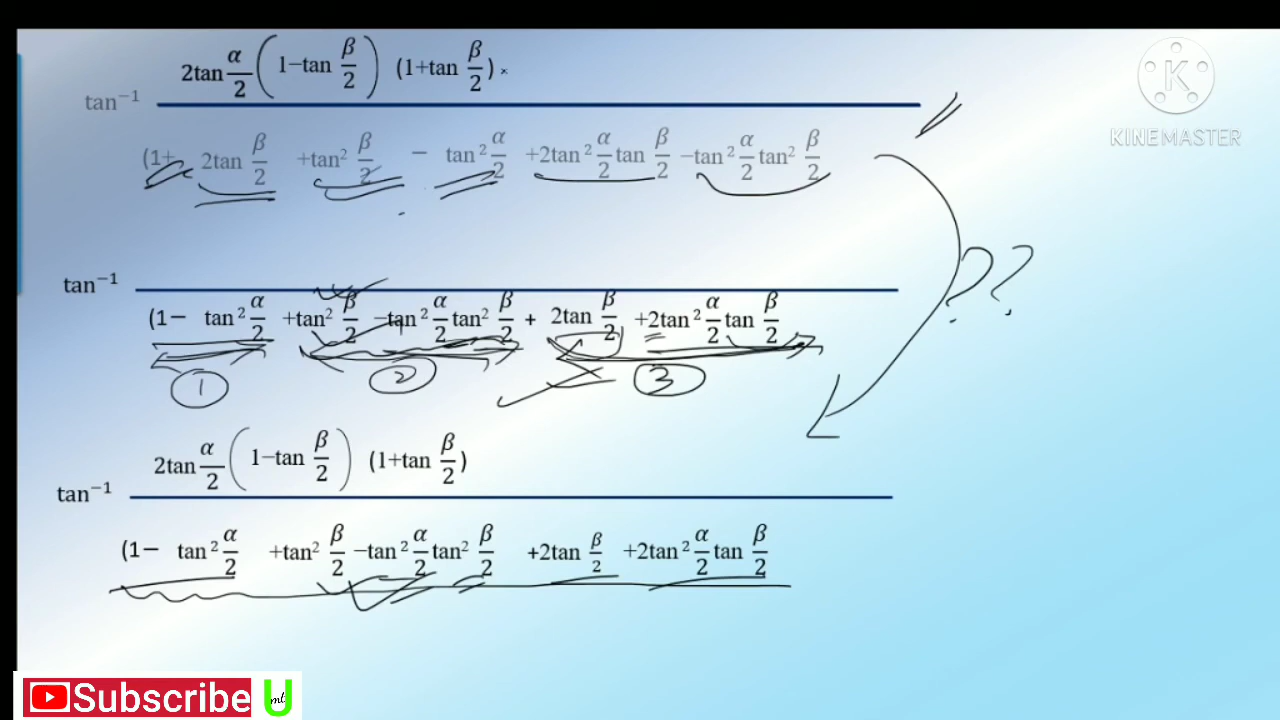 2tan α/2 (1−tan β/2) (1+tan β/2) ×
tan⁻¹
(1+ 2tan β/2 +tan² β/2 − tan² α/2 +2tan² α/2 tan β/2 −tan² α/2 tan² β/2
KINEMASTER
??
tan⁻¹
(1− tan² α/2 +tan² β/2 −tan² α/2 tan² β/2 + 2tan β/2 +2tan² α/2 tan β/2
1 2 3
2tan α/2 (1−tan β/2) (1+tan β/2)
tan⁻¹
(1− tan² α/2 +tan² β/2 −tan² α/2 tan² β/2 +2tan β/2 +2tan² α/2 tan β/2
Subscribe